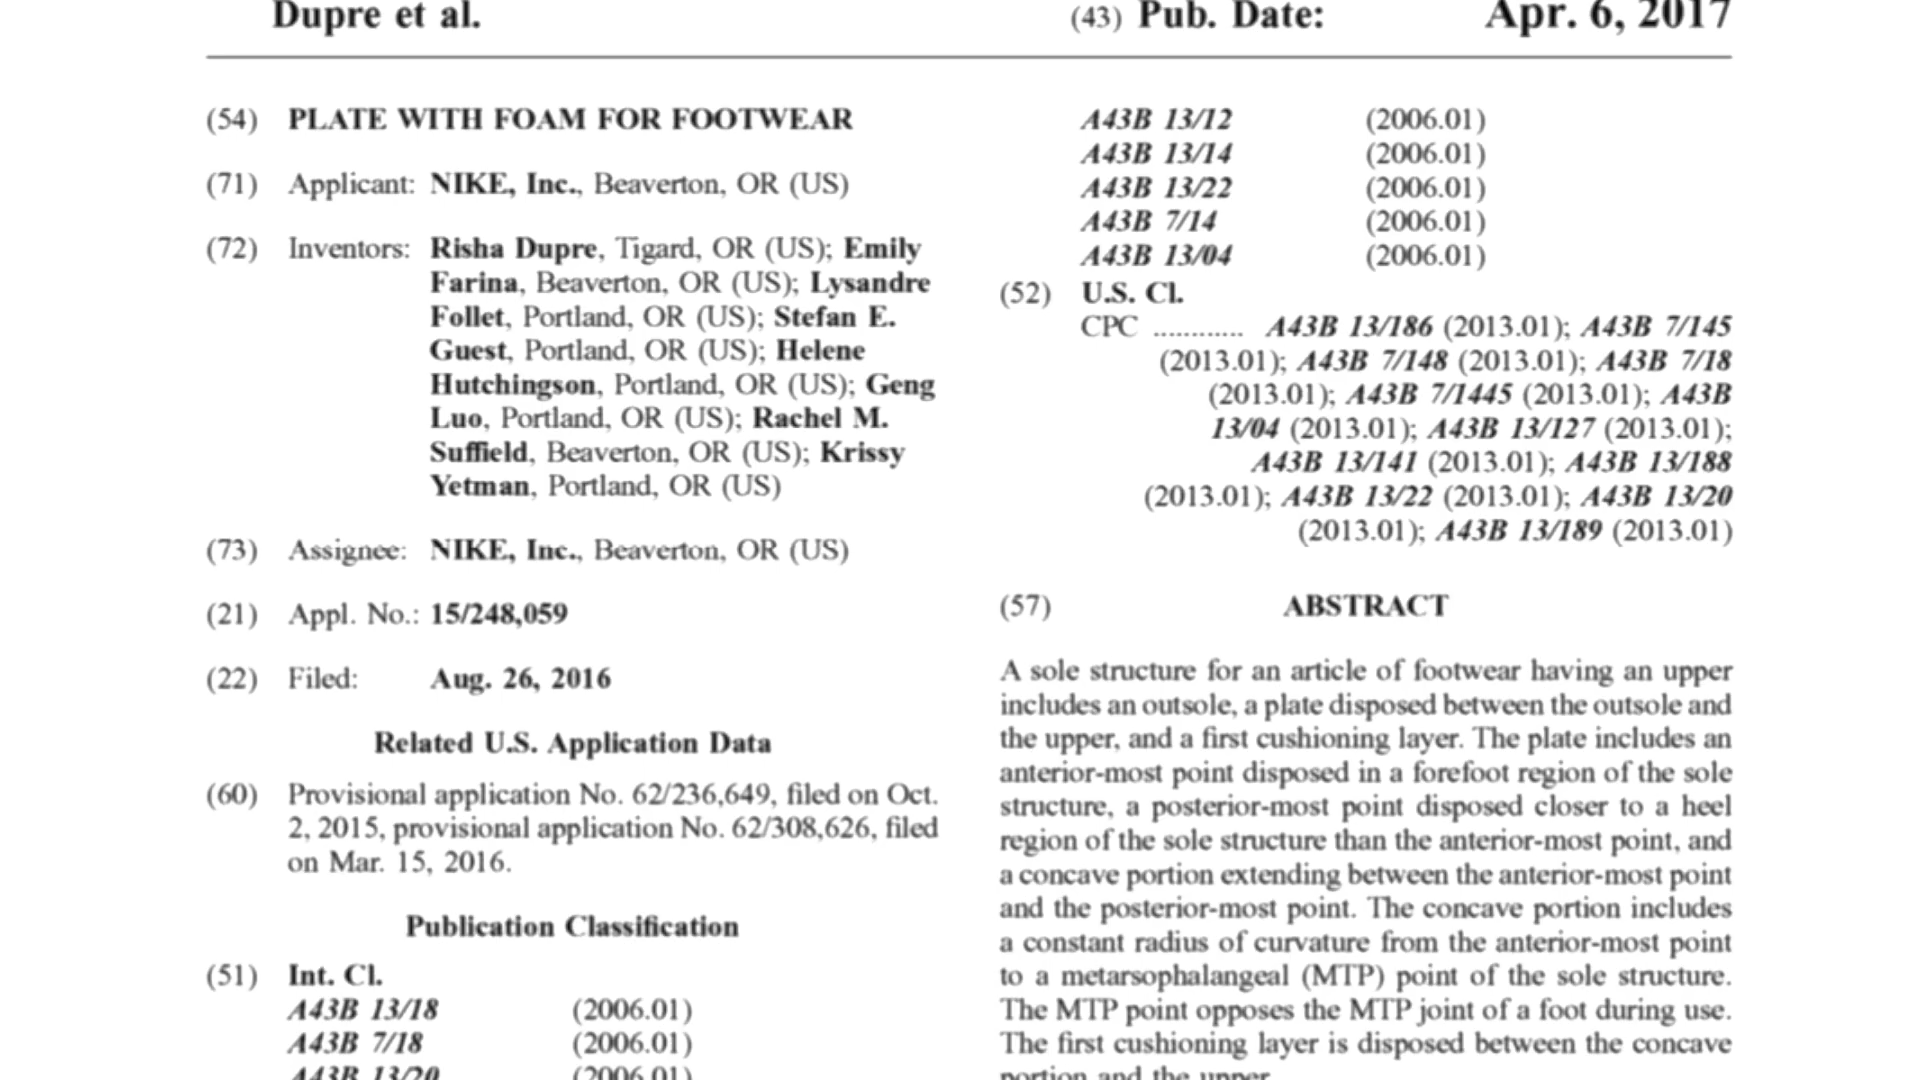 Dupre et al.
(43) Pub. Date: Apr. 6, 2017
(54) PLATE WITH FOAM FOR FOOTWEAR
(71) Applicant: NIKE, Inc., Beaverton, OR (US)
(72) Inventors: Risha Dupre, Tigard, OR (US); Emily
Farina, Beaverton, OR (US); Lysandre
Follet, Portland, OR (US); Stefan E.
Guest, Portland, OR (US); Helene
Hutchingson, Portland, OR (US); Geng
Luo, Portland, OR (US); Rachel M.
Suffield, Beaverton, OR (US); Krissy
Yetman, Portland, OR (US)
(73) Assignee: NIKE, Inc., Beaverton, OR (US)
(21) Appl. No.: 15/248,059
(22) Filed: Aug. 26, 2016
Related U.S. Application Data
(60) Provisional application No. 62/236,649, filed on Oct.
2, 2015, provisional application No. 62/308,626, filed
on Mar. 15, 2016.
Publication Classification
(51) Int. Cl.
A43B 13/18 (2006.01)
A43B 7/18 (2006.01)
A43B 13/20 (2006.01)
A43B 13/12 (2006.01)
A43B 13/14 (2006.01)
A43B 13/22 (2006.01)
A43B 7/14 (2006.01)
A43B 13/04 (2006.01)
(52) U.S. Cl.
CPC ............ A43B 13/186 (2013.01); A43B 7/145
(2013.01); A43B 7/148 (2013.01); A43B 7/18
(2013.01); A43B 7/1445 (2013.01); A43B
13/04 (2013.01); A43B 13/127 (2013.01);
A43B 13/141 (2013.01); A43B 13/188
(2013.01); A43B 13/22 (2013.01); A43B 13/20
(2013.01); A43B 13/189 (2013.01)
(57) ABSTRACT
A sole structure for an article of footwear having an upper
includes an outsole, a plate disposed between the outsole and
the upper, and a first cushioning layer. The plate includes an
anterior-most point disposed in a forefoot region of the sole
structure, a posterior-most point disposed closer to a heel
region of the sole structure than the anterior-most point, and
a concave portion extending between the anterior-most point
and the posterior-most point. The concave portion includes
a constant radius of curvature from the anterior-most point
to a metarsophalangeal (MTP) point of the sole structure.
The MTP point opposes the MTP joint of a foot during use.
The first cushioning layer is disposed between the concave
portion and the upper.